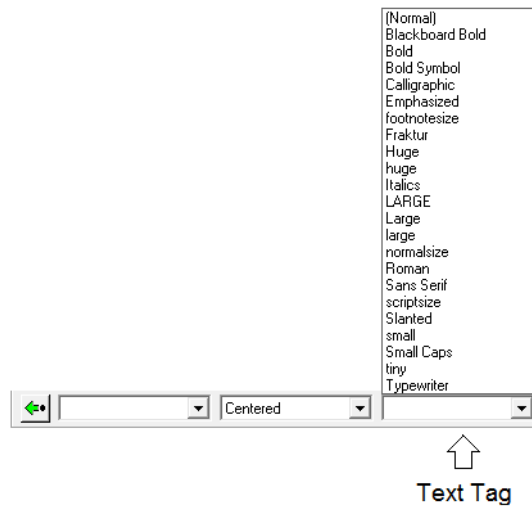 (Normal)
Blackboard Bold
Bold
Bold Symbol
Calligraphic
Emphasized
footnotesize
Fraktur
Huge
huge
Italics
LARGE
Large
large
normalsize
Roman
Sans Serif
scriptsize
Slanted
small
Small Caps
tiny
Typewriter
Centered
Text Tag